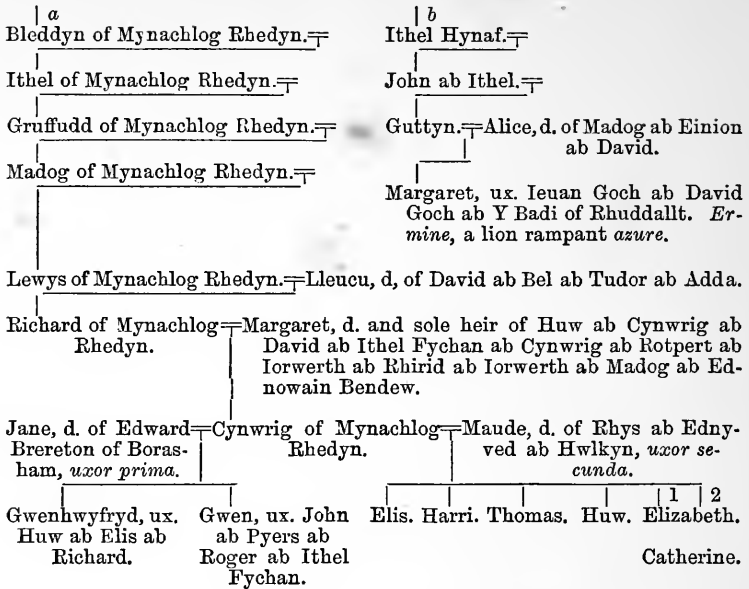 a b
Bleddyn of Mynachlog Rhedyn. Ithel Hynaf.
Ithel of Mynachlog Rhedyn. John ab Ithel.
Gruffudd of Mynachlog Rhedyn. Guttyn. Alice, d. of Madog ab Einion
ab David.
Madog of Mynachlog Rhedyn.
Margaret, ux. Ieuan Goch ab David
Goch ab Y Badi of Rhuddallt. Er-
mine, a lion rampant azure.
Lewys of Mynachlog Rhedyn. Lleucu, d, of David ab Bel ab Tudor ab Adda.
Richard of Mynachlog Margaret, d. and sole heir of Huw ab Cynwrig ab
Rhedyn. David ab Ithel Fychan ab Cynwrig ab Rotpert ab
Iorwerth ab Rhirid ab Iorwerth ab Madog ab Ed-
nowain Bendew.
Jane, d. of Edward Cynwrig of Mynachlog Maude, d. of Rhys ab Edny-
Brereton of Boras- Rhedyn. ved ab Hwlkyn, uxor se-
ham, uxor prima. cunda.
1 2
Gwenhwyfryd, ux. Gwen, ux. John Elis. Harri. Thomas. Huw. Elizabeth.
Huw ab Elis ab ab Pyers ab
Richard. Roger ab Ithel Catherine.
Fychan.